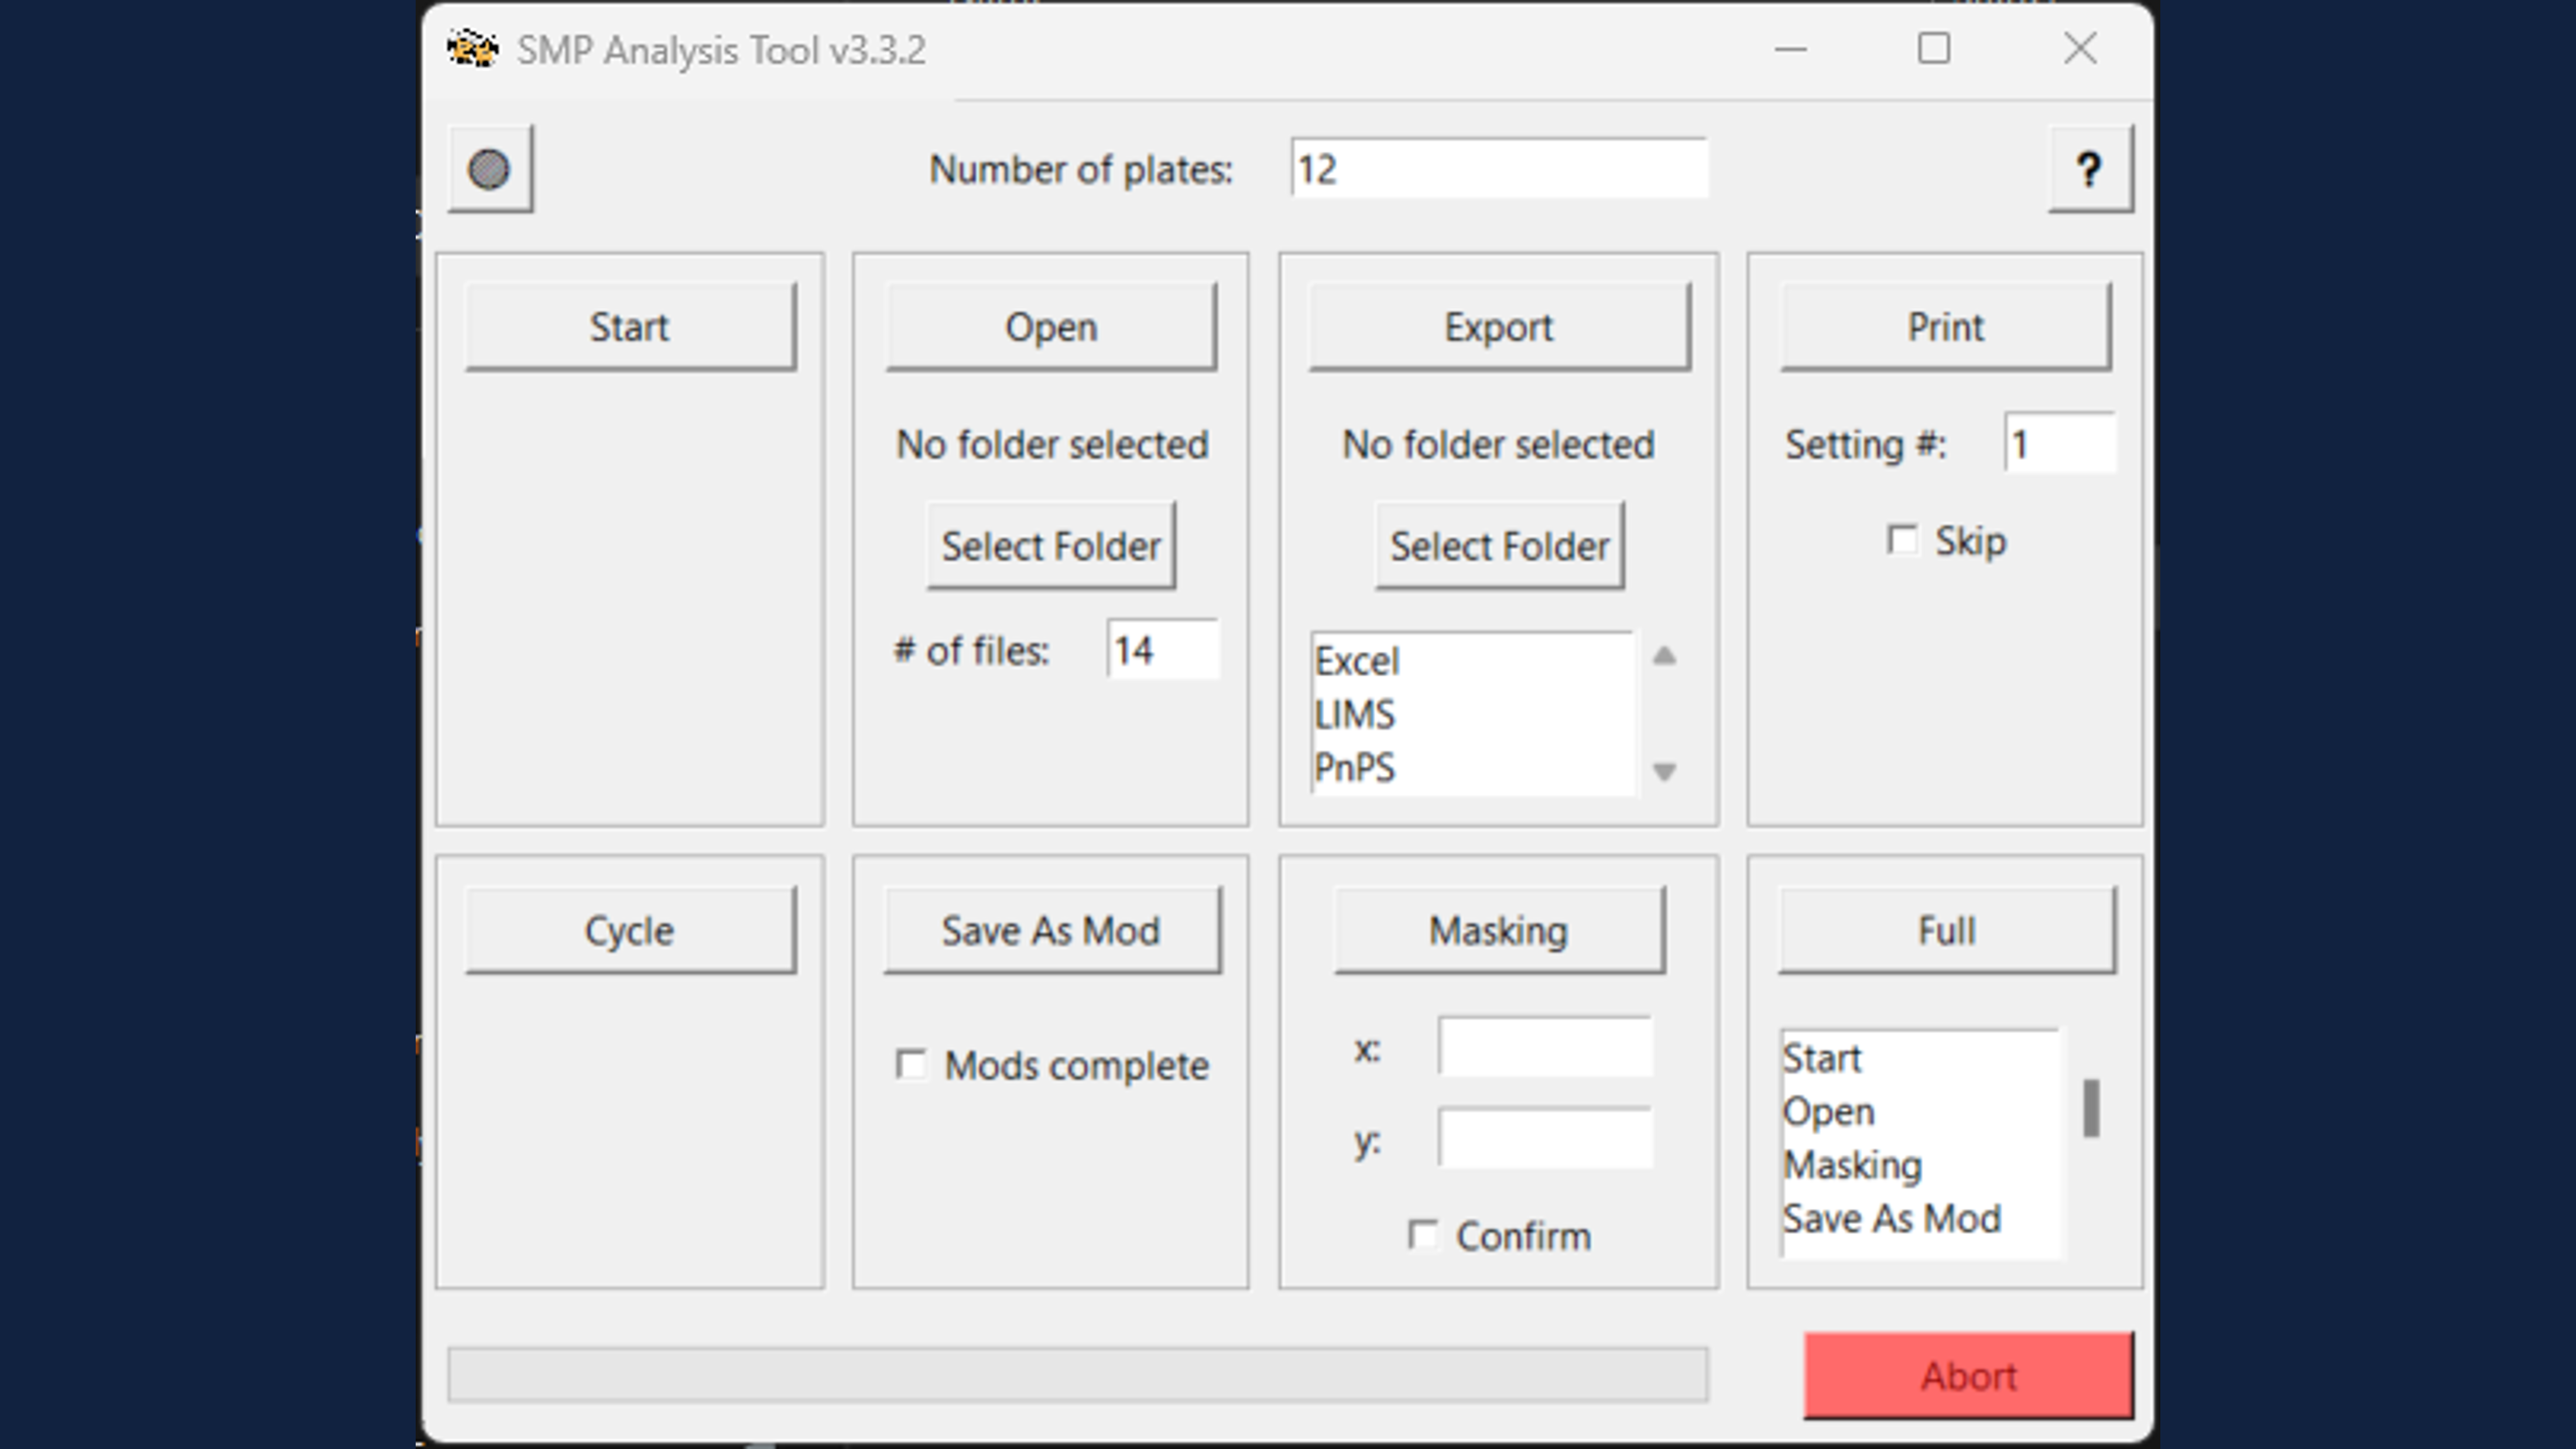 SMP Analysis Tool v3.3.2
Number of plates: 12
?
Start
Open
No folder selected
Select Folder
# of files: 14
Export
No folder selected
Select Folder
Excel
LIMS
PnPS
Print
Setting #: 1
Skip
Cycle
Save As Mod
Mods complete
Masking
x:
y:
Confirm
Full
Start
Open
Masking
Save As Mod
Abort